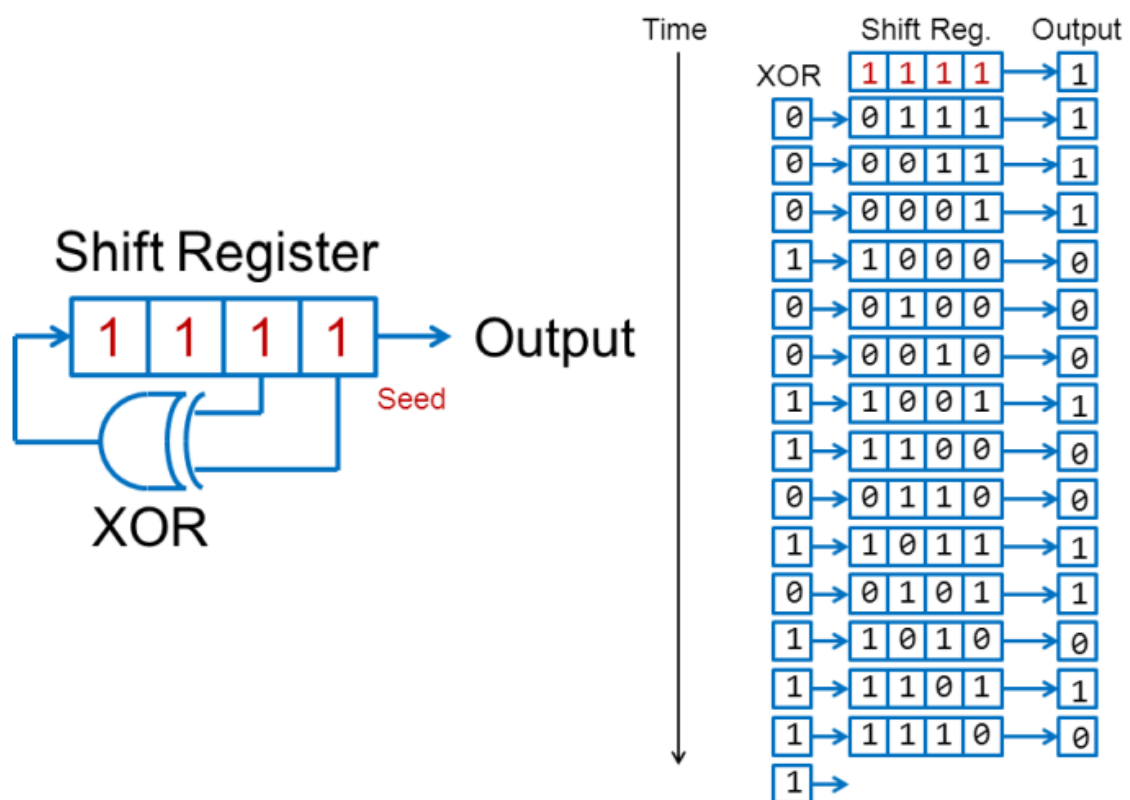 Shift Register
1 1 1 1
Output
Seed
XOR
Time
Shift Reg. Output
XOR 1 1 1 1 1
0 0 1 1 1 1
0 0 0 1 1 1
0 0 0 0 1 1
1 1 0 0 0 0
0 0 1 0 0 0
0 0 0 1 0 0
1 1 0 0 1 1
1 1 1 0 0 0
0 0 1 1 0 0
1 1 0 1 1 1
0 0 1 0 1 1
1 1 0 1 0 0
1 1 1 0 1 1
1 1 1 1 0 0
1